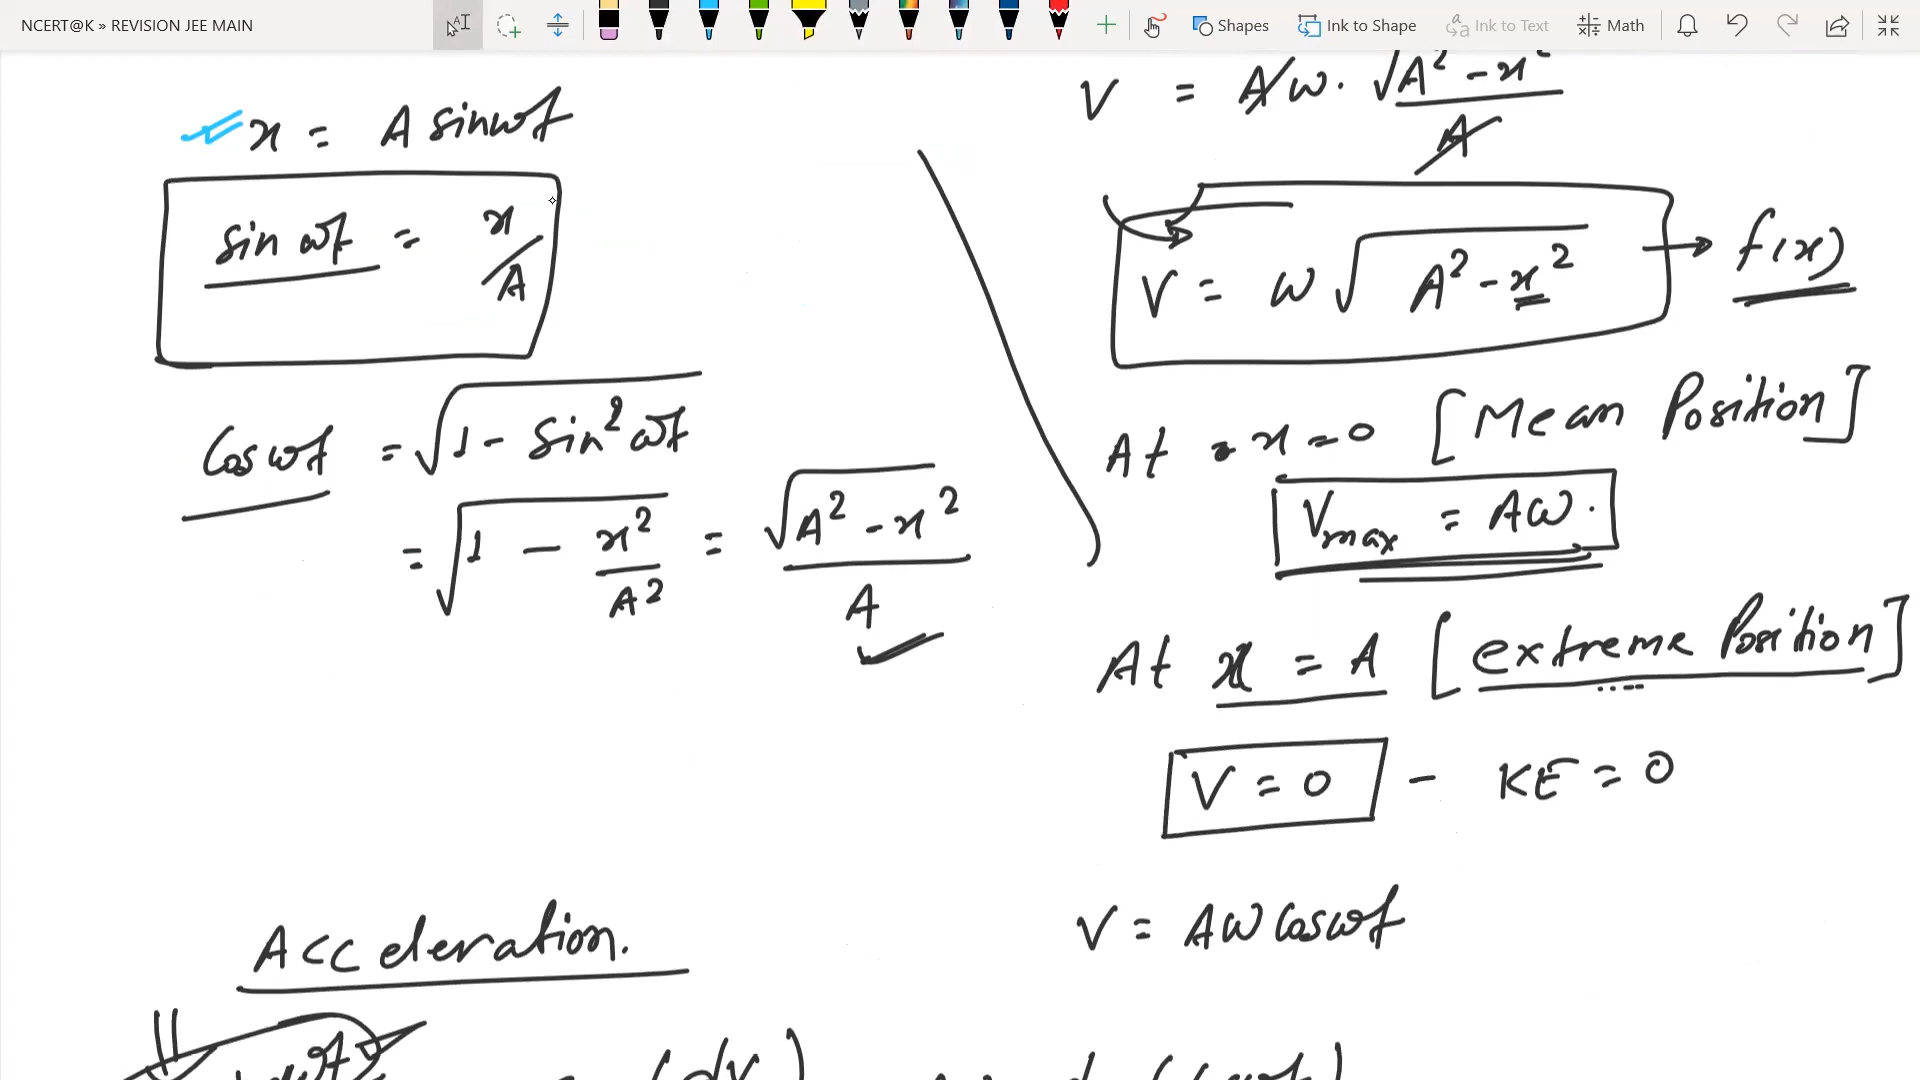 NCERT@K » REVISION JEE MAIN
Shapes
Ink to Shape
Ink to Text
Math
x = A sinωt
sin ωt = x/A
Cos ωt = √(1 - Sin² ωt)
= √(1 - x²/A²) = √(A² - x²)/A
Acceleration.
V = Aω. √(A² - x²)/A
V = ω √(A² - x²) → f(x)
At x = 0 [Mean Position]
Vmax = Aω.
At x = A [extreme Position]
V = 0 - KE = 0
V = Aω Cosωt